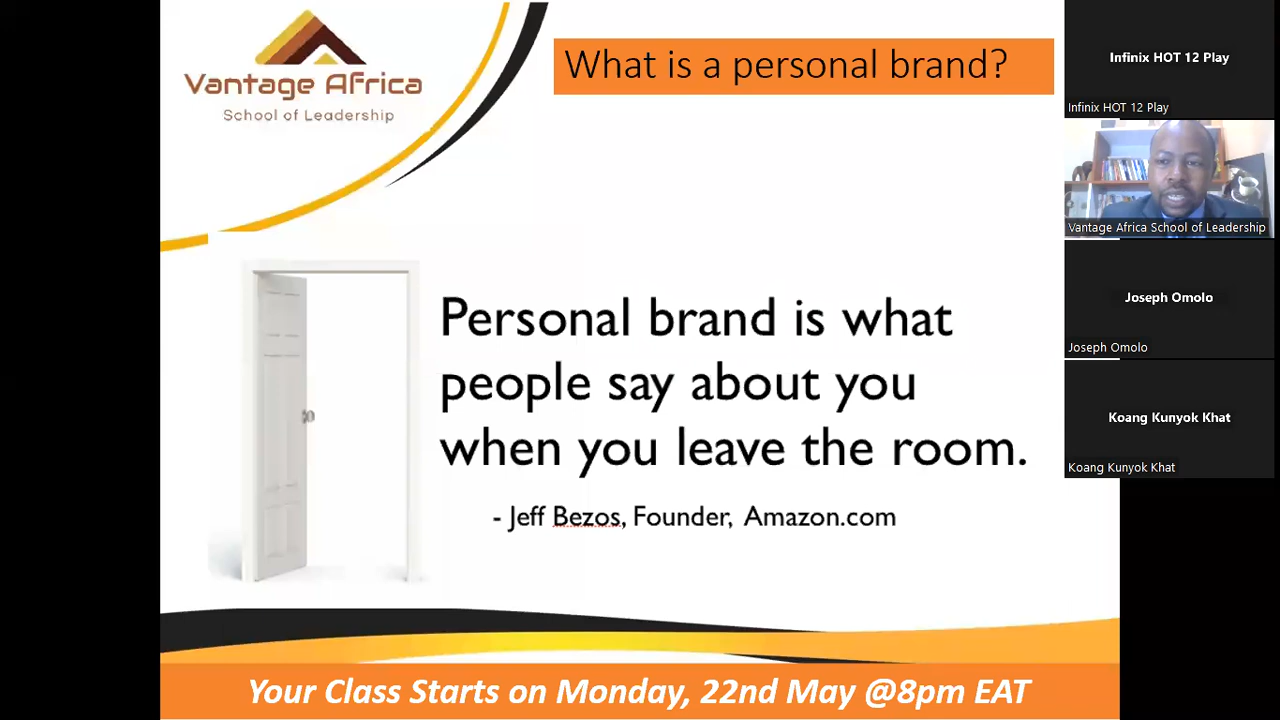 Vantage Africa
School of Leadership
What is a personal brand?
Personal brand is what
people say about you
when you leave the room.
- Jeff Bezos, Founder, Amazon.com
Your Class Starts on Monday, 22nd May @8pm EAT
Infinix HOT 12 Play
Infinix HOT 12 Play
Vantage Africa School of Leadership
Joseph Omolo
Joseph Omolo
Koang Kunyok Khat
Koang Kunyok Khat